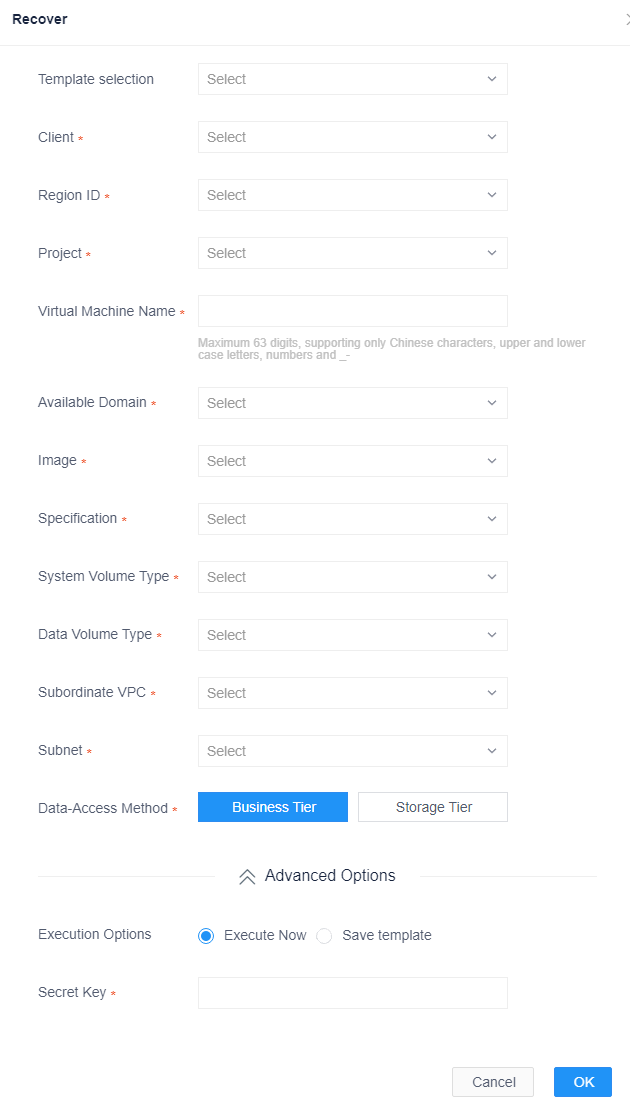 Recover
Template selection Select
Client * Select
Region ID * Select
Project * Select
Virtual Machine Name *
Maximum 63 digits, supporting only Chinese characters, upper and lower
case letters, numbers and _-
Available Domain * Select
Image * Select
Specification * Select
System Volume Type * Select
Data Volume Type * Select
Subordinate VPC * Select
Subnet * Select
Data-Access Method * Business Tier Storage Tier
Advanced Options
Execution Options Execute Now Save template
Secret Key *
Cancel OK